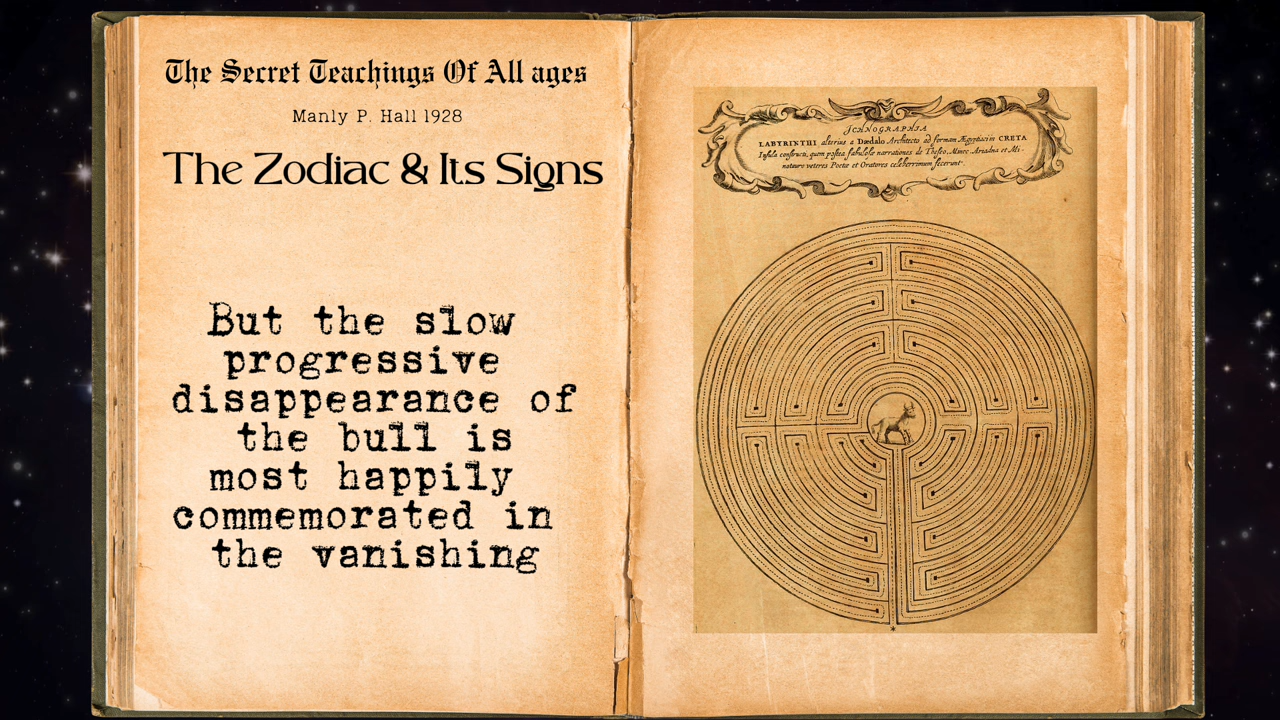 The Secret Teachings Of All ages
Manly P. Hall 1928
The Zodiac & Its Signs
But the slow
progressive
disappearance of
the bull is
most happily
commemorated in
the vanishing
ICHNOGRAPHIA
LABYRINTHI alterius a Dædalo Architecto ad formam Ægyptiacim CRETA
Insula constructi, quem postea fabulosæ narrationes de Theseo, Minoe, Ariadna et Mi-
notauro veteres Poetæ et Oratores celeberrimum fecerunt.